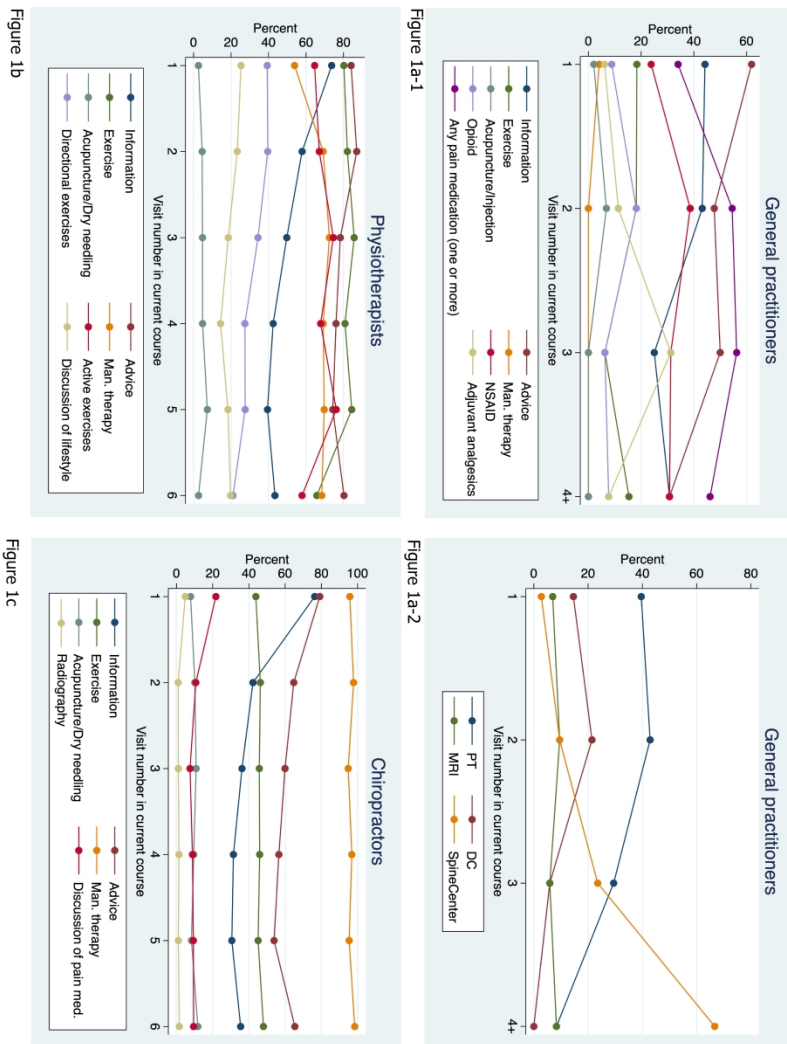 General practitioners
Percent
0
20
40
60
80
1
2
3
4+
Visit number in current course
Information
Advice
Exercise
Man. therapy
Acupuncture/Injection
NSAID
Opioid
Adjuvant analgesics
Any pain medication (one or more)
Figure 1a-1
General practitioners
Percent
0
20
40
60
80
1
2
3
4+
Visit number in current course
PT
DC
MRI
SpineCenter
Figure 1a-2
Physiotherapists
Percent
0
20
40
60
80
1
2
3
4
5
6
Visit number in current course
Information
Advice
Exercise
Man. therapy
Acupuncture/Dry needling
Active exercises
Directional exercises
Discussion of lifestyle
Figure 1b
Chiropractors
Percent
0
20
40
60
80
100
1
2
3
4
5
6
Visit number in current course
Information
Advice
Exercise
Man. therapy
Acupuncture/Dry needling
Discussion of pain med.
Radiography
Figure 1c